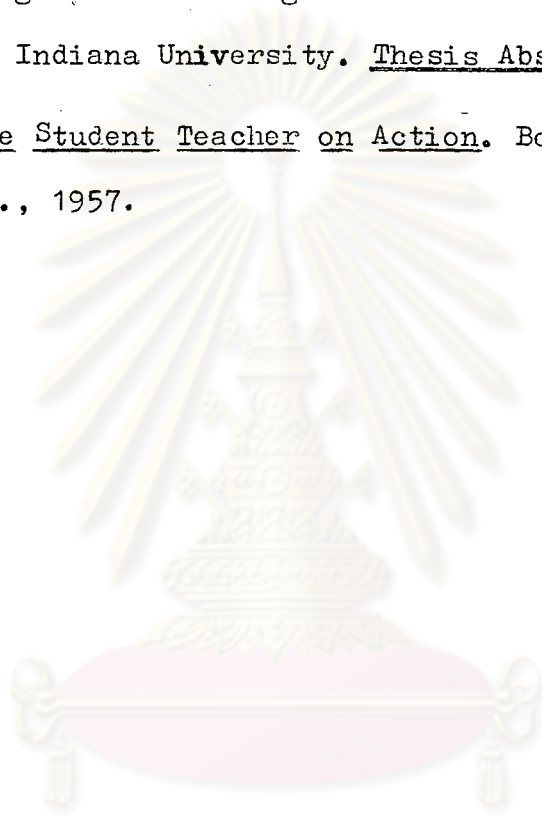 Indiana University. Thesis Abs
Student Teacher on Action. Bo
., 1957.